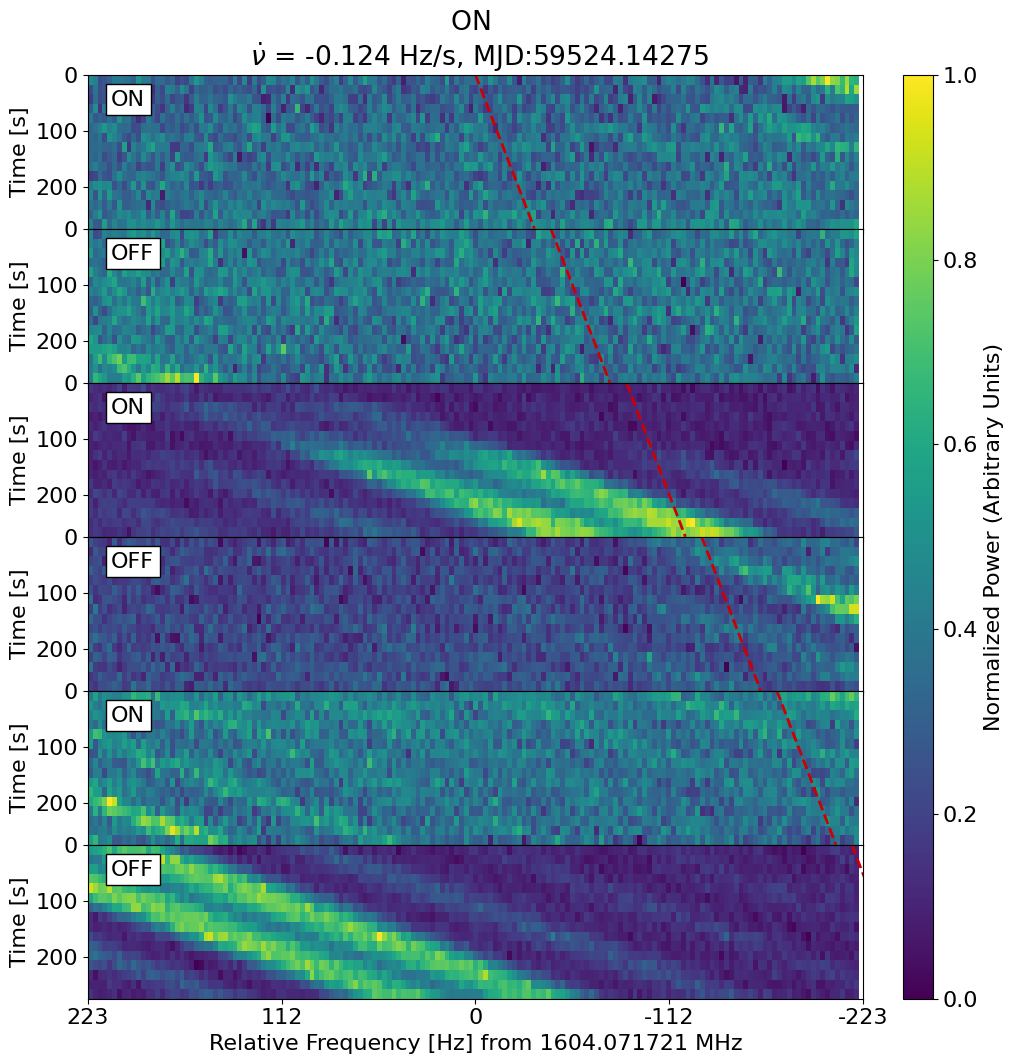 ON
ν̇ = -0.124 Hz/s, MJD:59524.14275
0
100
200
Time [s]
ON
0
100
200
Time [s]
OFF
0
100
200
Time [s]
ON
0
100
200
Time [s]
OFF
0
100
200
Time [s]
ON
0
100
200
Time [s]
OFF
223 112 0 -112 -223
Relative Frequency [Hz] from 1604.071721 MHz
1.0
0.8
0.6
0.4
0.2
0.0
Normalized Power (Arbitrary Units)